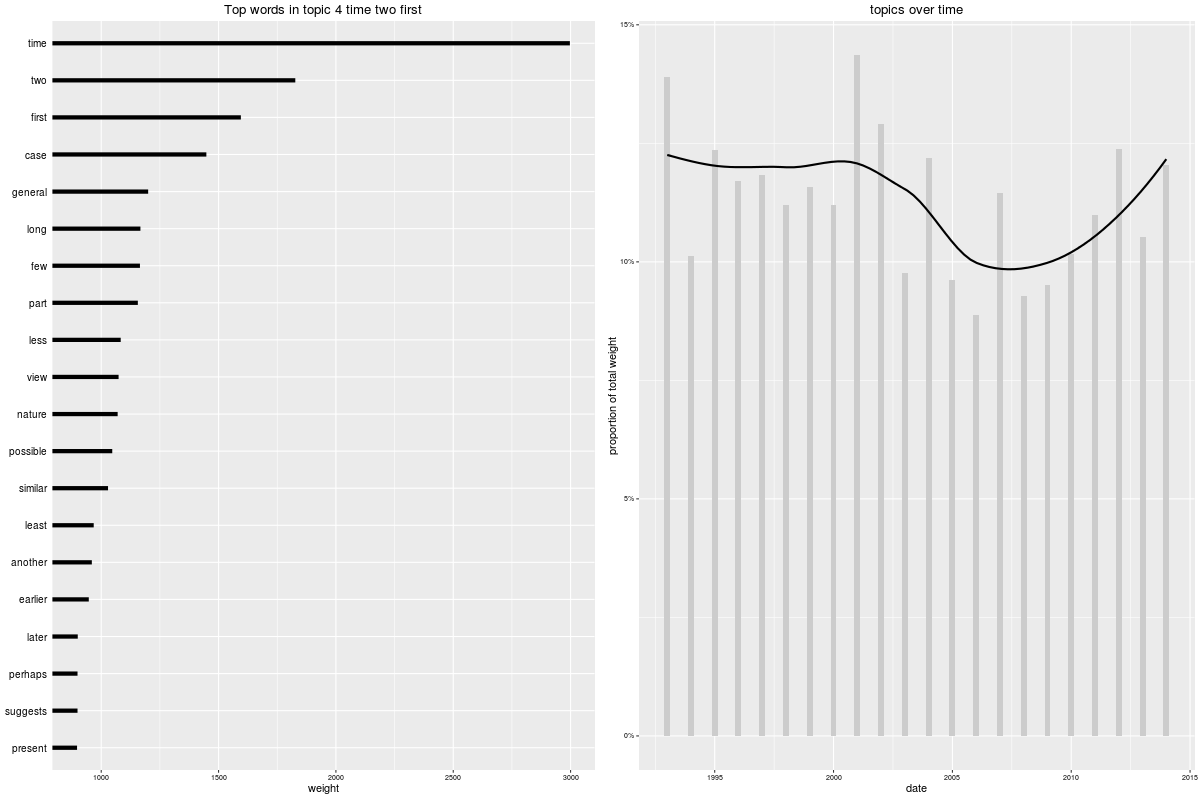 Top words in topic 4 time two first
time
two
first
case
general
long
few
part
less
view
nature
possible
similar
least
another
earlier
later
perhaps
suggests
present
1000 1500 2000 2500 3000
weight
topics over time
15%
10%
5%
0%
proportion of total weight
1995 2000 2005 2010 2015
date